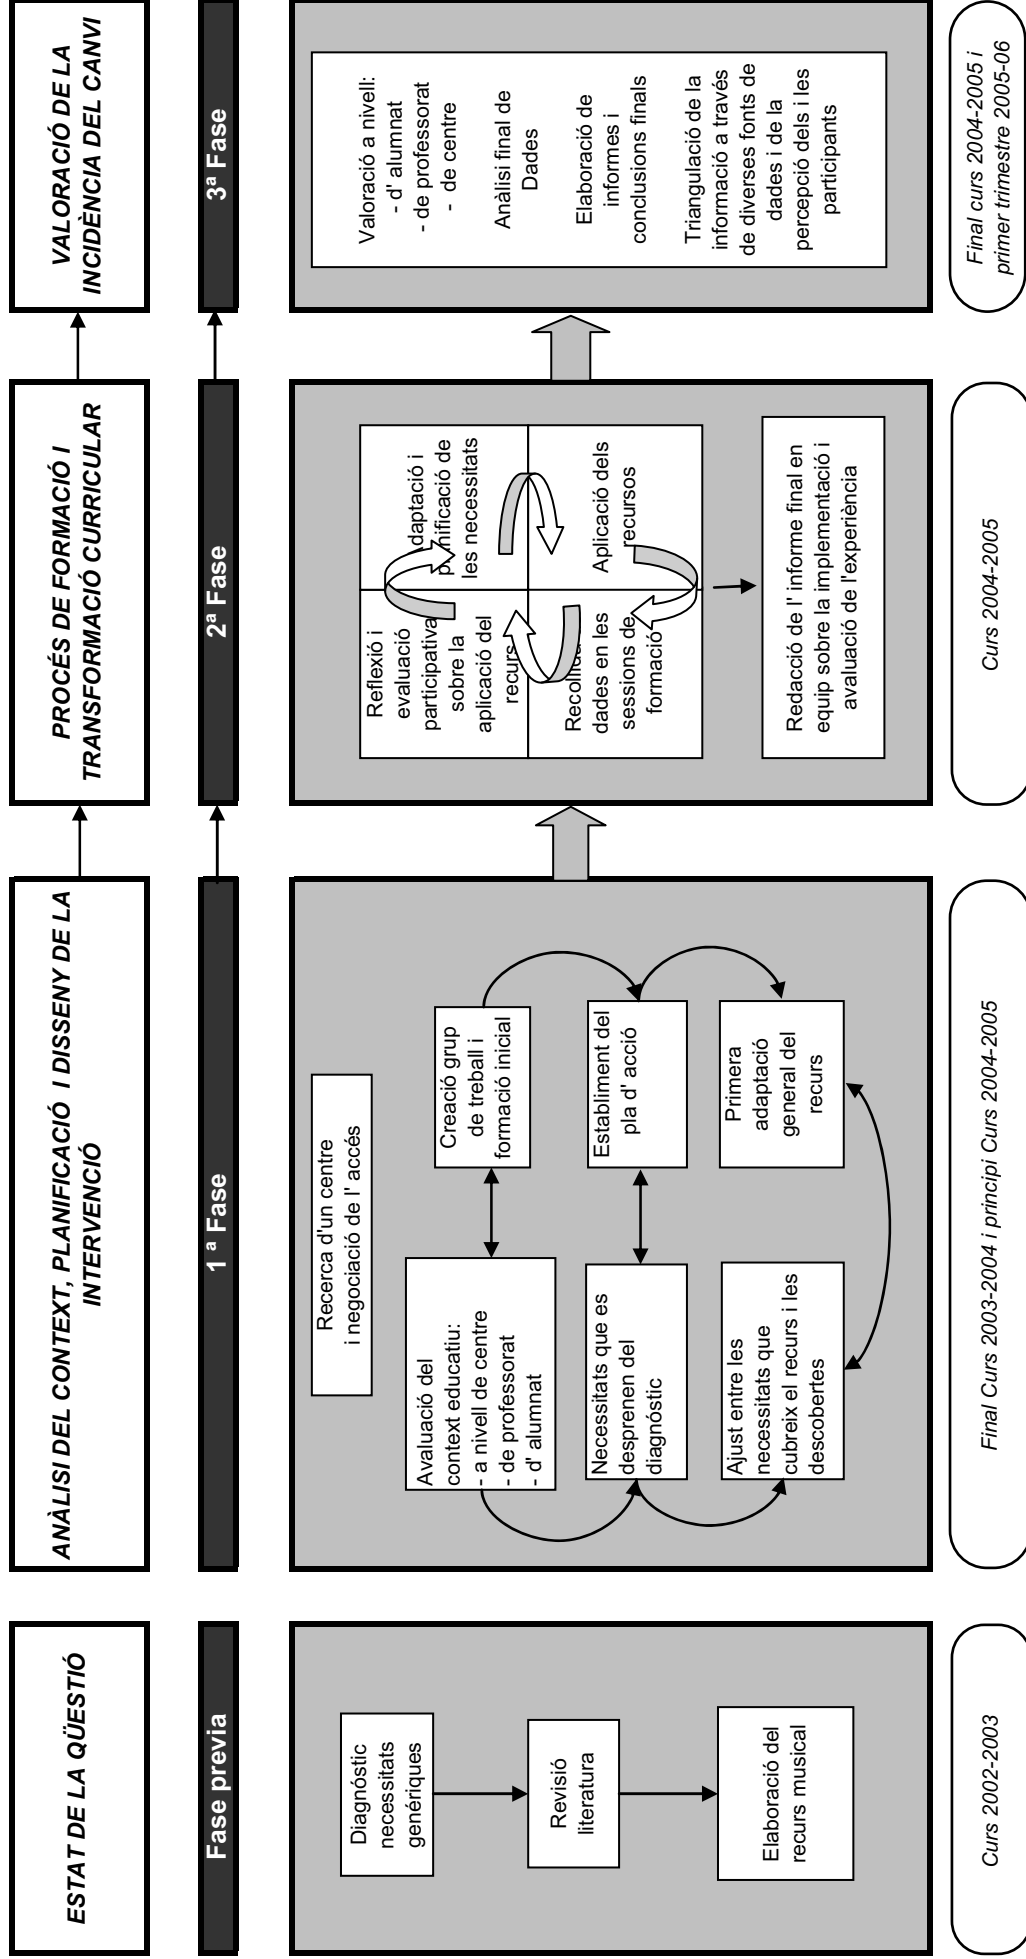 ESTAT DE LA QÜESTIÓ
ANÀLISI DEL CONTEXT, PLANIFICACIÓ I DISSENY DE LA
INTERVENCIÓ
PROCÉS DE FORMACIÓ I
TRANSFORMACIÓ CURRICULAR
VALORACIÓ DE LA
INCIDÈNCIA DEL CANVI
Fase previa
1 ª Fase
2ª Fase
3ª Fase
Diagnóstic
necessitats
genériques
Revisió
literatura
Elaboració del
recurs musical
Recerca d'un centre
i negociació de l' accés
Avaluació del
context educatiu:
- a nivell de centre
- de professorat
- d' alumnat
Creació grup
de treball i
formació inicial
Necessitats que es
desprenen del
diagnóstic
Establiment del
pla d' acció
Ajust entre les
necessitats que
cubreix el recurs i les
descobertes
Primera
adaptació
general del
recurs
Reflexió i
evaluació
participativa
sobre la
aplicació del
recurs
daptació i
nificació de
les necessitats
Recollid
dades en les
sessions de
formació
Aplicació dels
recursos
Redacció de l' informe final en
equip sobre la implementació i
avaluació de l'experiència
Valoració a nivell:
- d' alumnat
- de professorat
- de centre
Anàlisi final de
Dades
Elaboració de
informes i
conclusions finals
Triangulació de la
informació a través
de diverses fonts de
dades i de la
percepció dels i les
participants
Curs 2002-2003
Final Curs 2003-2004 i principi Curs 2004-2005
Curs 2004-2005
Final curs 2004-2005 i
primer trimestre 2005-06